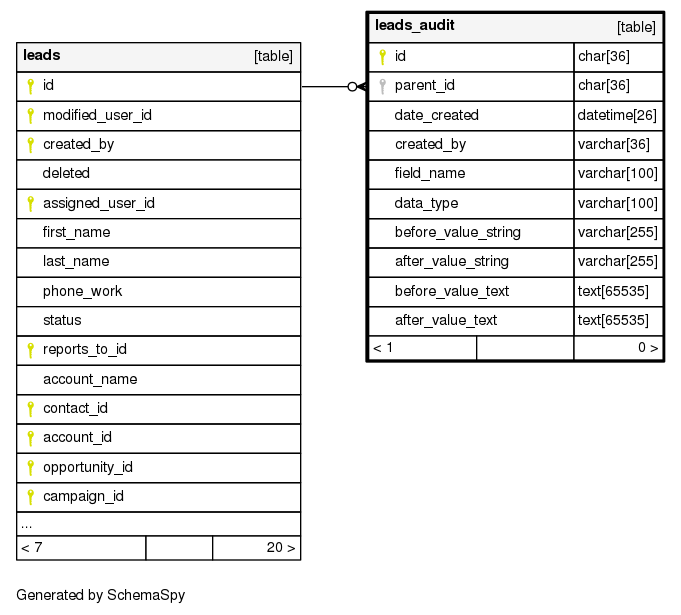 leads [table]
id
modified_user_id
created_by
deleted
assigned_user_id
first_name
last_name
phone_work
status
reports_to_id
account_name
contact_id
account_id
opportunity_id
campaign_id
...
< 7 20 >
leads_audit [table]
id char[36]
parent_id char[36]
date_created datetime[26]
created_by varchar[36]
field_name varchar[100]
data_type varchar[100]
before_value_string varchar[255]
after_value_string varchar[255]
before_value_text text[65535]
after_value_text text[65535]
< 1 0 >
Generated by SchemaSpy